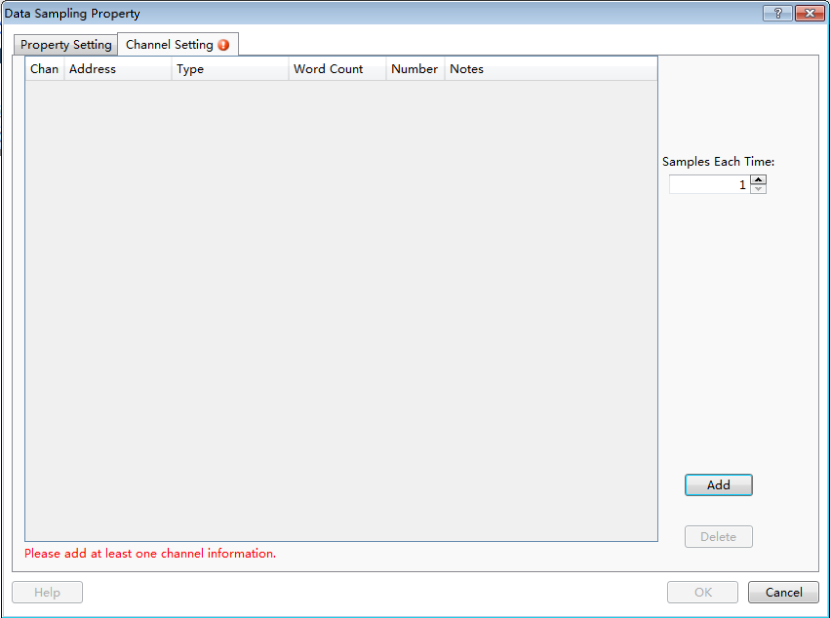 Data Sampling Property
Property Setting Channel Setting
Chan Address Type Word Count Number Notes
Samples Each Time:
1
Add
Delete
Please add at least one channel information.
Help OK Cancel